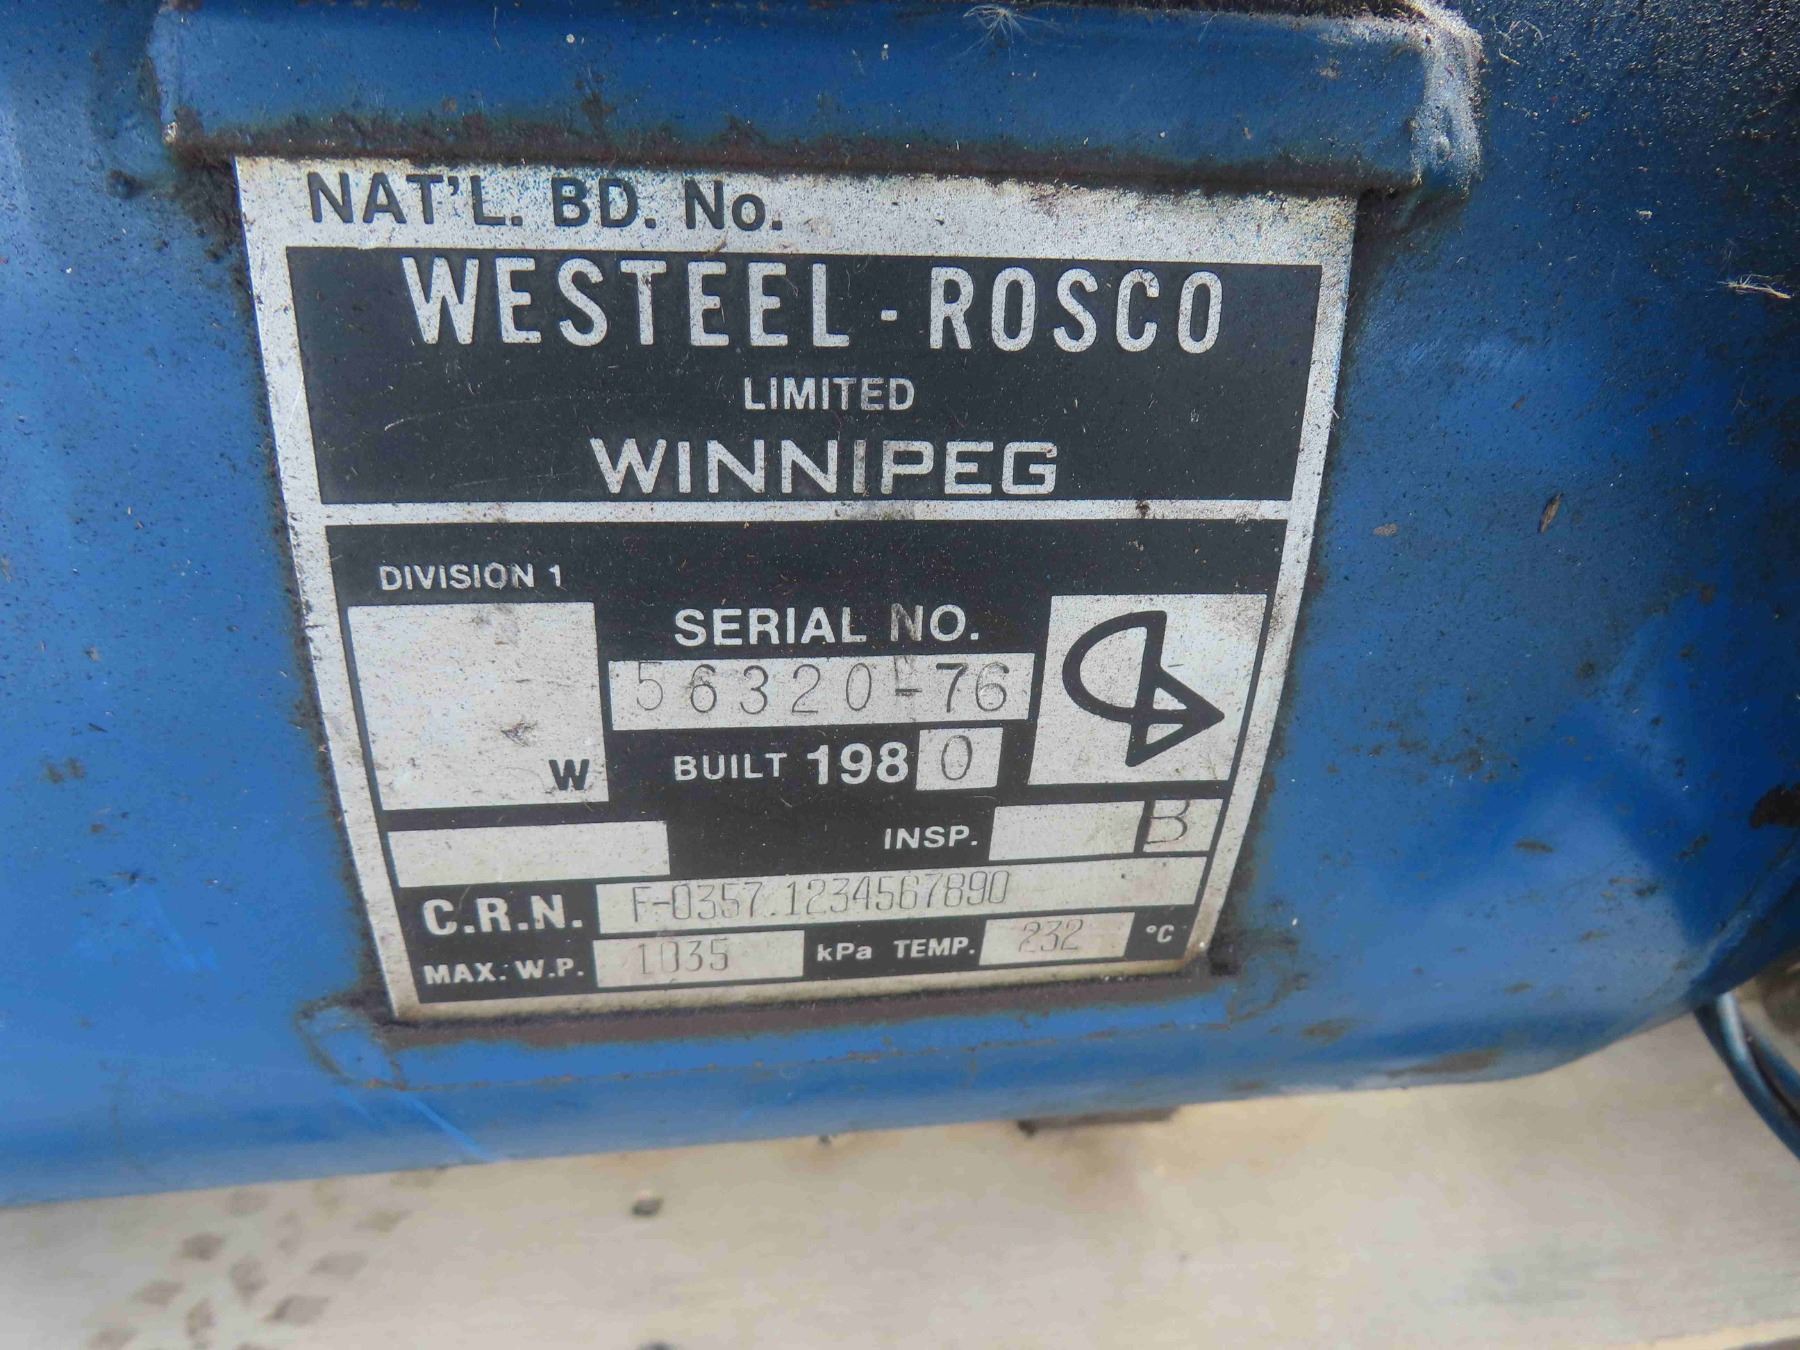 NAT'L. BD. No.
WESTEEL-ROSCO
LIMITED
WINNIPEG
DIVISION 1
W
SERIAL NO.
56320-76
BUILT 1980
INSP. B
C.R.N. F-0357.1234567890
MAX. W.P. 1035 kPa TEMP. 232 °C